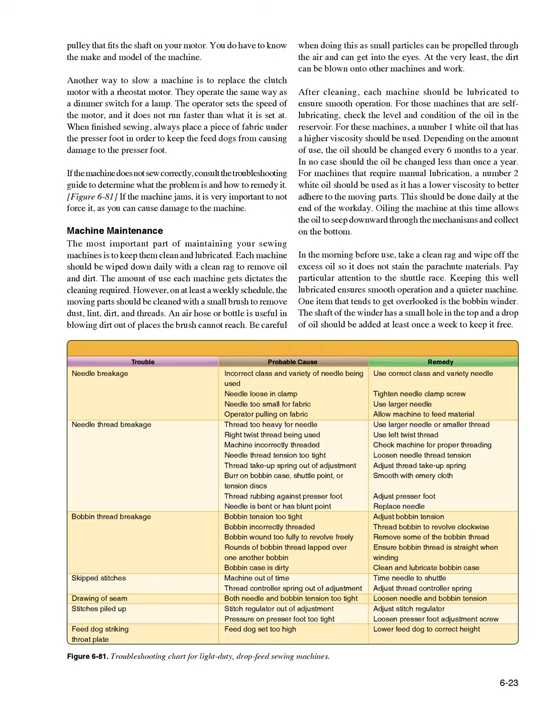 pulley that fits the shaft on your motor. You do have to know
the make and model of the machine.
Another way to slow a machine is to replace the clutch
motor with a rheostat motor. They operate the same way as
a dimmer switch for a lamp. The operator sets the speed of
the motor, and it does not run faster than what it is set at.
When finished sewing, always place a piece of fabric under
the presser foot in order to keep the feed dogs from causing
damage to the presser foot.
If the machine does not sew correctly, consult the troubleshooting
guide to determine what the problem is and how to remedy it.
[Figure 6-81] If the machine jams, it is very important to not
force it, as you can cause damage to the machine.
Machine Maintenance
The most important part of maintaining your sewing
machines is to keep them clean and lubricated. Each machine
should be wiped down daily with a clean rag to remove oil
and dirt. The amount of use each machine gets dictates the
cleaning required. However, on at least a weekly schedule, the
moving parts should be cleaned with a small brush to remove
dust, lint, dirt, and threads. An air hose or bottle is useful in
blowing dirt out of places the brush cannot reach. Be careful
when doing this as small particles can be propelled through
the air and can get into the eyes. At the very least, the dirt
can be blown onto other machines and work.
After cleaning, each machine should be lubricated to
ensure smooth operation. For those machines that are self-
lubricating, check the level and condition of the oil in the
reservoir. For these machines, a number 1 white oil that has
a higher viscosity should be used. Depending on the amount
of use, the oil should be changed every 6 months to a year.
In no case should the oil be changed less than once a year.
For machines that require manual lubrication, a number 2
white oil should be used as it has a lower viscosity to better
adhere to the moving parts. This should be done daily at the
end of the workday. Oiling the machine at this time allows
the oil to seep downward through the mechanisms and collect
on the bottom.
In the morning before use, take a clean rag and wipe off the
excess oil so it does not stain the parachute materials. Pay
particular attention to the shuttle race. Keeping this well
lubricated ensures smooth operation and a quieter machine.
One item that tends to get overlooked is the bobbin winder.
The shaft of the winder has a small hole in the top and a drop
of oil should be added at least once a week to keep it free.
Trouble Probable Cause Remedy
Needle breakage Incorrect class and variety of needle being Use correct class and variety needle
used
Needle loose in clamp Tighten needle clamp screw
Needle too small for fabric Use larger needle
Operator pulling on fabric Allow machine to feed material
Needle thread breakage Thread too heavy for needle Use larger needle or smaller thread
Right twist thread being used Use left twist thread
Machine incorrectly threaded Check machine for proper threading
Needle thread tension too tight Loosen needle thread tension
Thread take-up spring out of adjustment Adjust thread take-up spring
Burr on bobbin case, shuttle point, or Smooth with emery cloth
tension discs
Thread rubbing against presser foot Adjust presser foot
Needle is bent or has blunt point Replace needle
Bobbin thread breakage Bobbin tension too tight Adjust bobbin tension
Bobbin incorrectly threaded Thread bobbin to revolve clockwise
Bobbin wound too fully to revolve freely Remove some of the bobbin thread
Rounds of bobbin thread lapped over Ensure bobbin thread is straight when
one another bobbin winding
Bobbin case is dirty Clean and lubricate bobbin case
Skipped stitches Machine out of time Time needle to shuttle
Thread controller spring out of adjustment Adjust thread controller spring
Drawing of seam Both needle and bobbin tension too tight Loosen needle and bobbin tension
Stitches piled up Stitch regulator out of adjustment Adjust stitch regulator
Pressure on presser foot too tight Loosen presser foot adjustment screw
Feed dog striking Feed dog set too high Lower feed dog to correct height
throat plate
Figure 6-81. Troubleshooting chart for light-duty, drop-feed sewing machines.
6-23